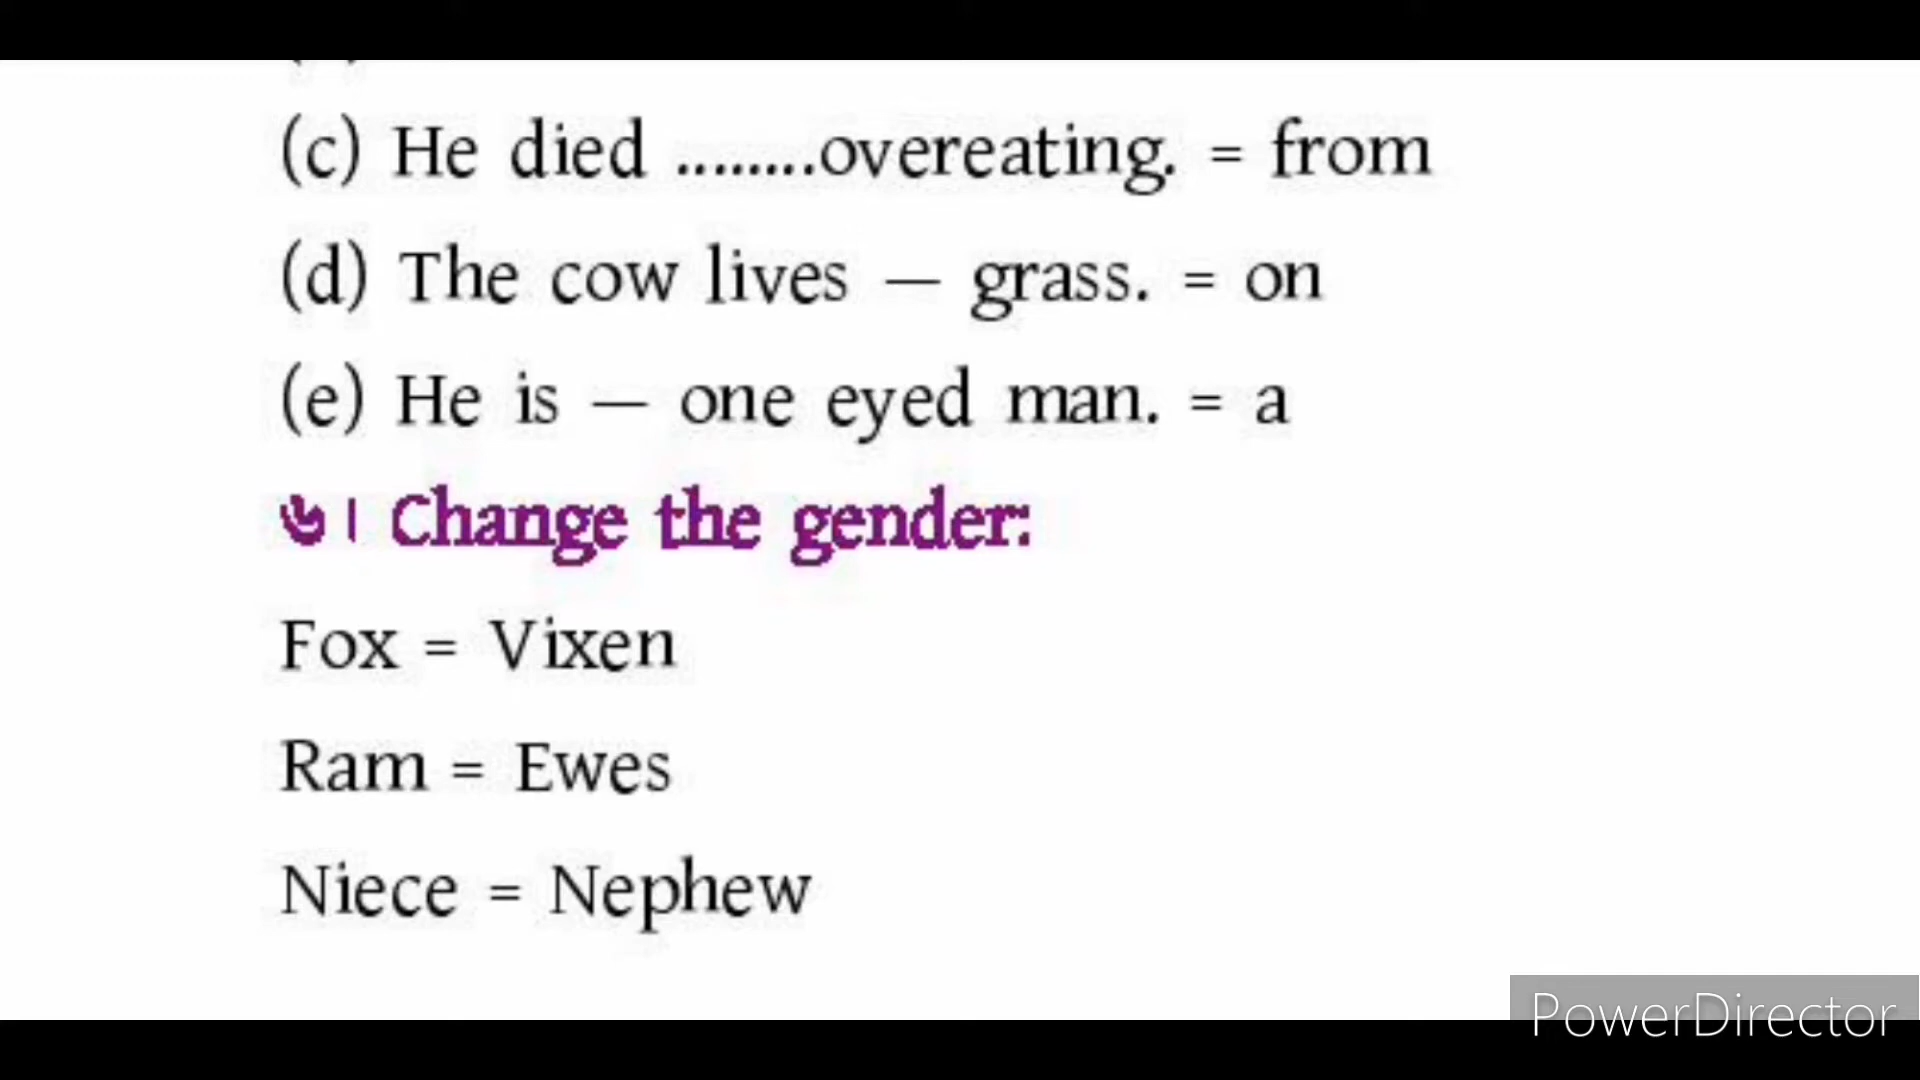 (c) He died ........overeating. = from
(d) The cow lives — grass. = on
(e) He is — one eyed man. = a
৬। Change the gender:
Fox = Vixen
Ram = Ewes
Niece = Nephew
PowerDirector